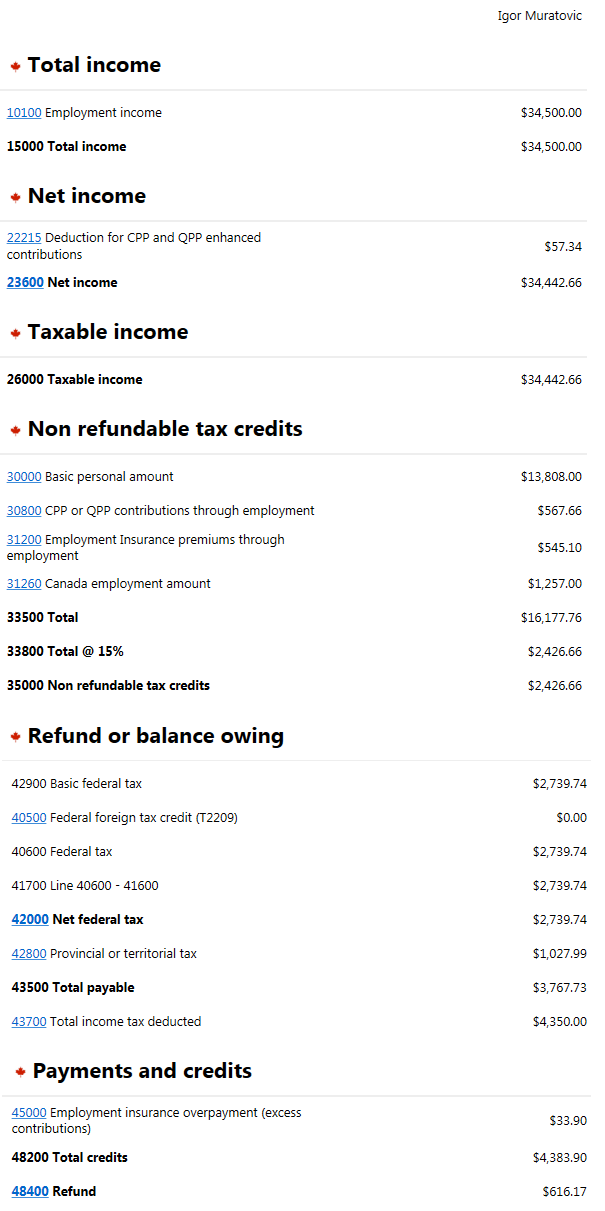 Igor Muratovic
Total income
10100 Employment income $34,500.00
15000 Total income $34,500.00
Net income
22215 Deduction for CPP and QPP enhanced
contributions $57.34
23600 Net income $34,442.66
Taxable income
26000 Taxable income $34,442.66
Non refundable tax credits
30000 Basic personal amount $13,808.00
30800 CPP or QPP contributions through employment $567.66
31200 Employment Insurance premiums through
employment $545.10
31260 Canada employment amount $1,257.00
33500 Total $16,177.76
33800 Total @ 15% $2,426.66
35000 Non refundable tax credits $2,426.66
Refund or balance owing
42900 Basic federal tax $2,739.74
40500 Federal foreign tax credit (T2209) $0.00
40600 Federal tax $2,739.74
41700 Line 40600 - 41600 $2,739.74
42000 Net federal tax $2,739.74
42800 Provincial or territorial tax $1,027.99
43500 Total payable $3,767.73
43700 Total income tax deducted $4,350.00
Payments and credits
45000 Employment insurance overpayment (excess
contributions) $33.90
48200 Total credits $4,383.90
48400 Refund $616.17